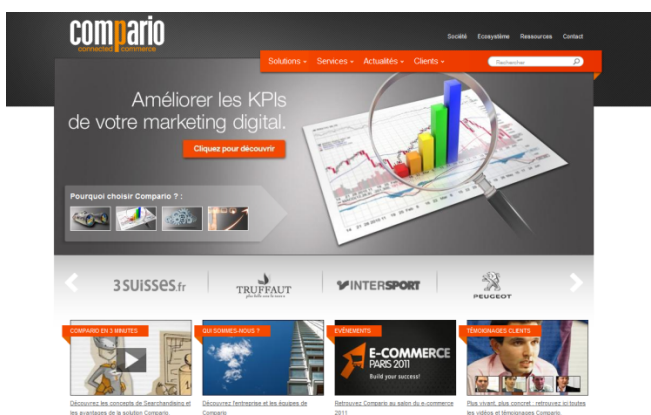 compario
connected commerce
Société Ecosystème Ressources Contact
Solutions Services Actualités Clients Rechercher
Améliorer les KPIs
de votre marketing digital.
Cliquez pour découvrir
Pourquoi choisir Compario ? :
3SUISSES.fr
TRUFFAUT
INTERSPORT
PEUGEOT
COMPARIO EN 3 MINUTES
QUI SOMMES-NOUS ?
EVÉNEMENTS
TÉMOIGNAGES CLIENTS
E-COMMERCE
PARIS 2011
Build your success!
Découvrez les concepts de Searchandising et
les avantages de la solution Compario.
Découvrez l'entreprise et les équipes de
Compario
Retrouvez Compario au salon du e-commerce
2011
Plus vivant, plus concret : retrouvez ici toutes
les vidéos et témoignages Compario.